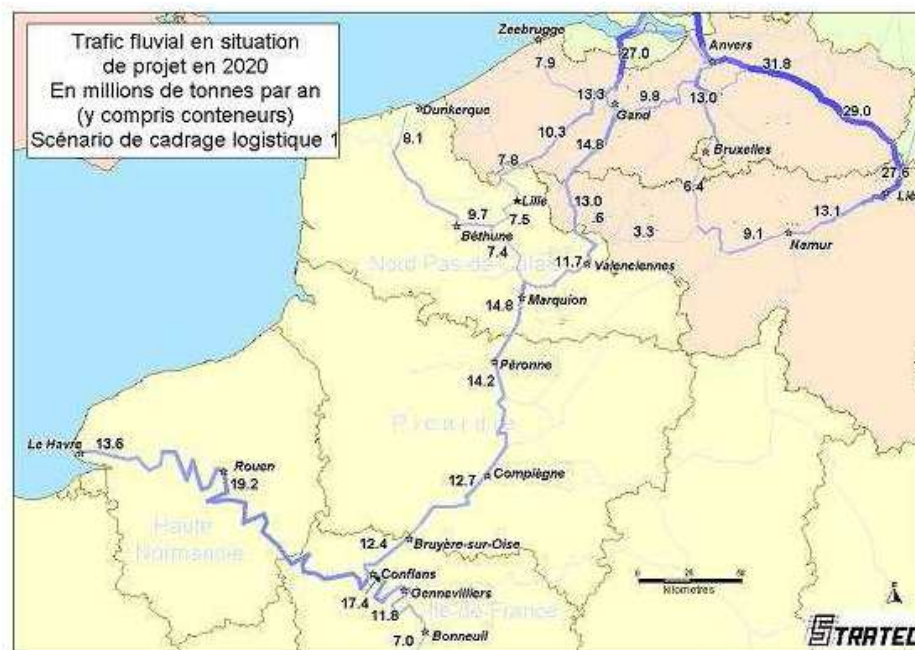 Trafic fluvial en situation
de projet en 2020
En millions de tonnes par an
(y compris conteneurs)
Scénario de cadrage logistique 1
Zeebrugge
27.0
Anvers
31.8
7.9
Dunkerque
13.3
9.8
13.0
29.0
Gand
8.1
10.3
14.8
Bruxelles
7.8
27.6
6.4
Lille
13.0
13.1
.6
9.7
7.5
Béthune
3.3
9.1
Namur
7.4
Nord Pas-de-Calais
11.7
Valenciennes
14.8
Marquion
Péronne
14.2
Picardie
Le Havre
13.6
Rouen
19.2
12.7
Compiègne
Haute
Normandie
12.4
Bruyère-sur-Oise
Conflans
17.4
Gennevilliers
11.8
Ile-de-France
7.0
Bonneuil
kilometres
STRATEC